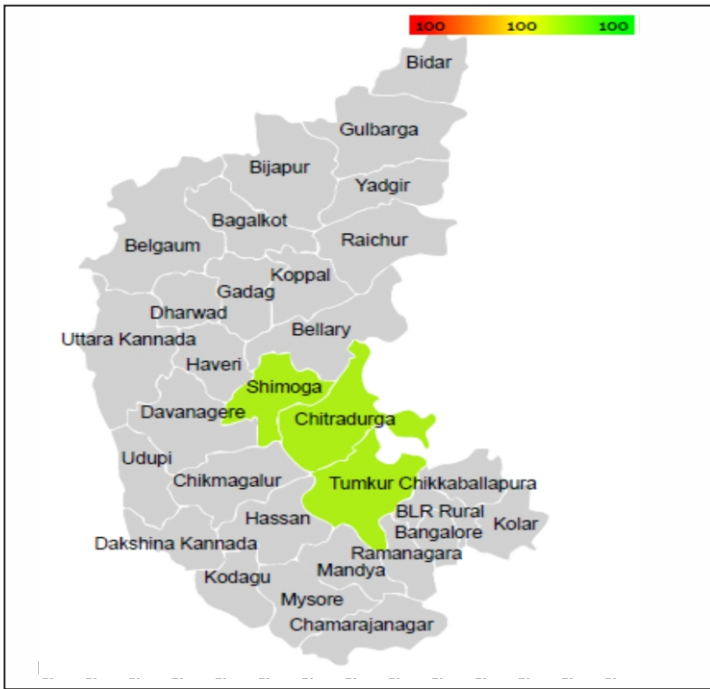 100 100 100
Bidar
Gulbarga
Bijapur
Yadgir
Bagalkot
Raichur
Belgaum
Koppal
Gadag
Dharwad
Bellary
Uttara Kannada
Haveri
Shimoga
Davanagere
Chitradurga
Udupi
Chikmagalur
Tumkur Chikkaballapura
BLR Rural
Hassan
Kolar
Bangalore
Dakshina Kannada
Ramanagara
Mandya
Kodagu
Mysore
Chamarajanagar